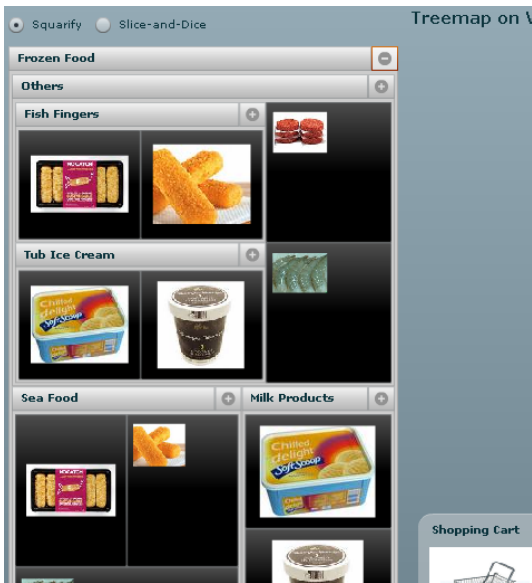 Squarify Slice-and-Dice
Treemap on
Frozen Food
Others
Fish Fingers
Tub Ice Cream
Chilled
delight
Soft Scoop
Sea Food
Milk Products
Chilled
delight
Soft Scoop
Shopping Cart